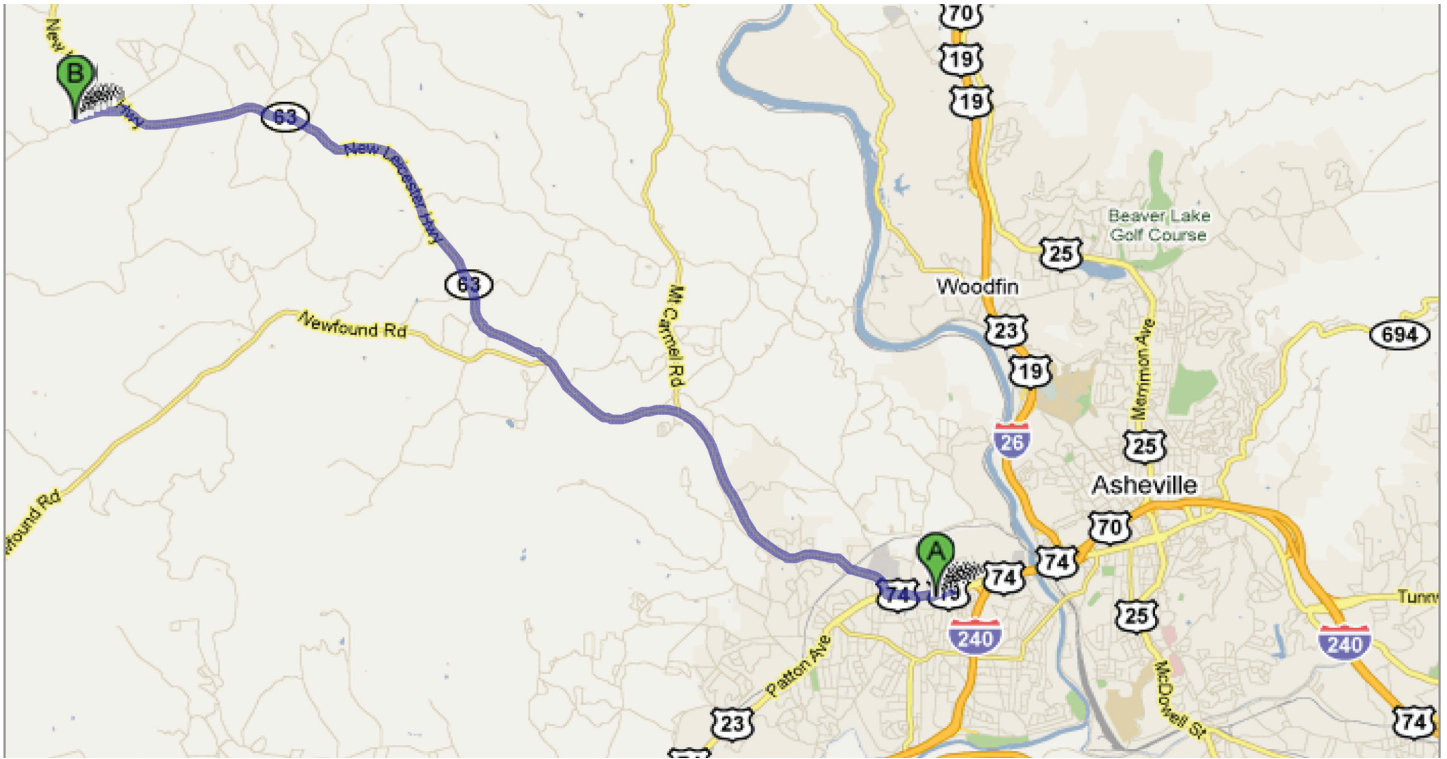 70
19
19
New
B
Hwy
63
New Leicester Hwy
63
Beaver Lake
Golf Course
25
Woodfin
Newfound Rd
Mt Carmel Rd
23
694
19
Merrimon Ave
26
25
Asheville
70
A
74
74
74
19
25
240
240
Patton Ave
McDowell St
23
74